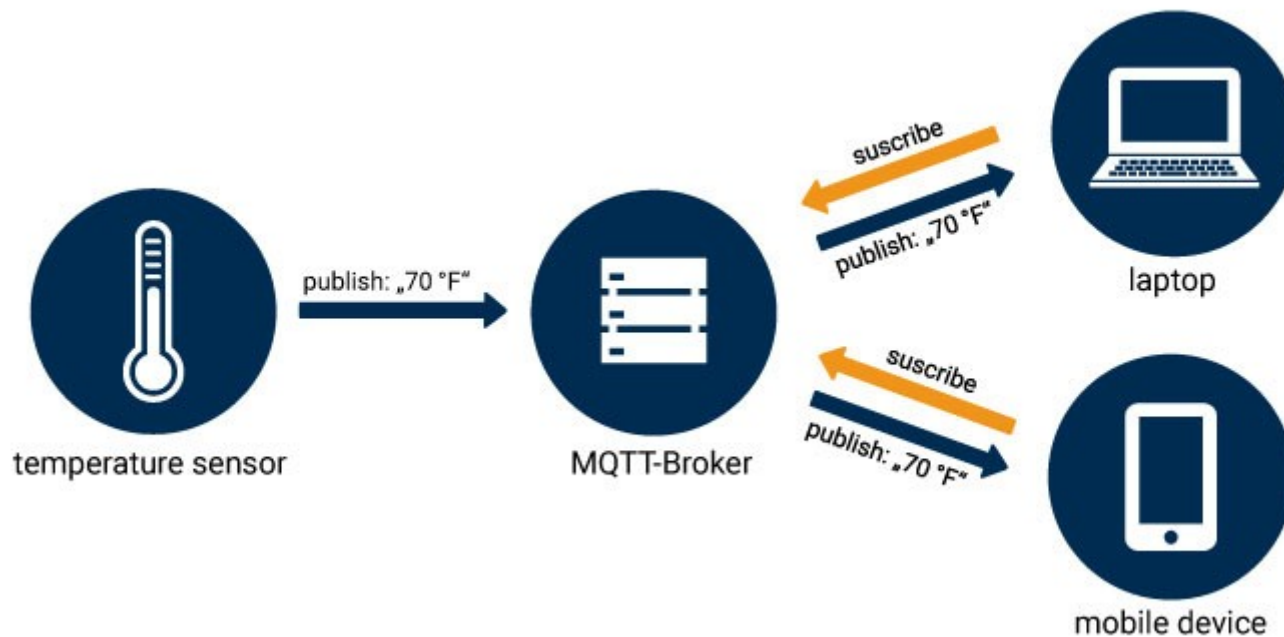 suscribe
publish: „70 °F“
laptop
publish: „70 °F“
temperature sensor
MQTT-Broker
suscribe
publish: „70 °F“
mobile device